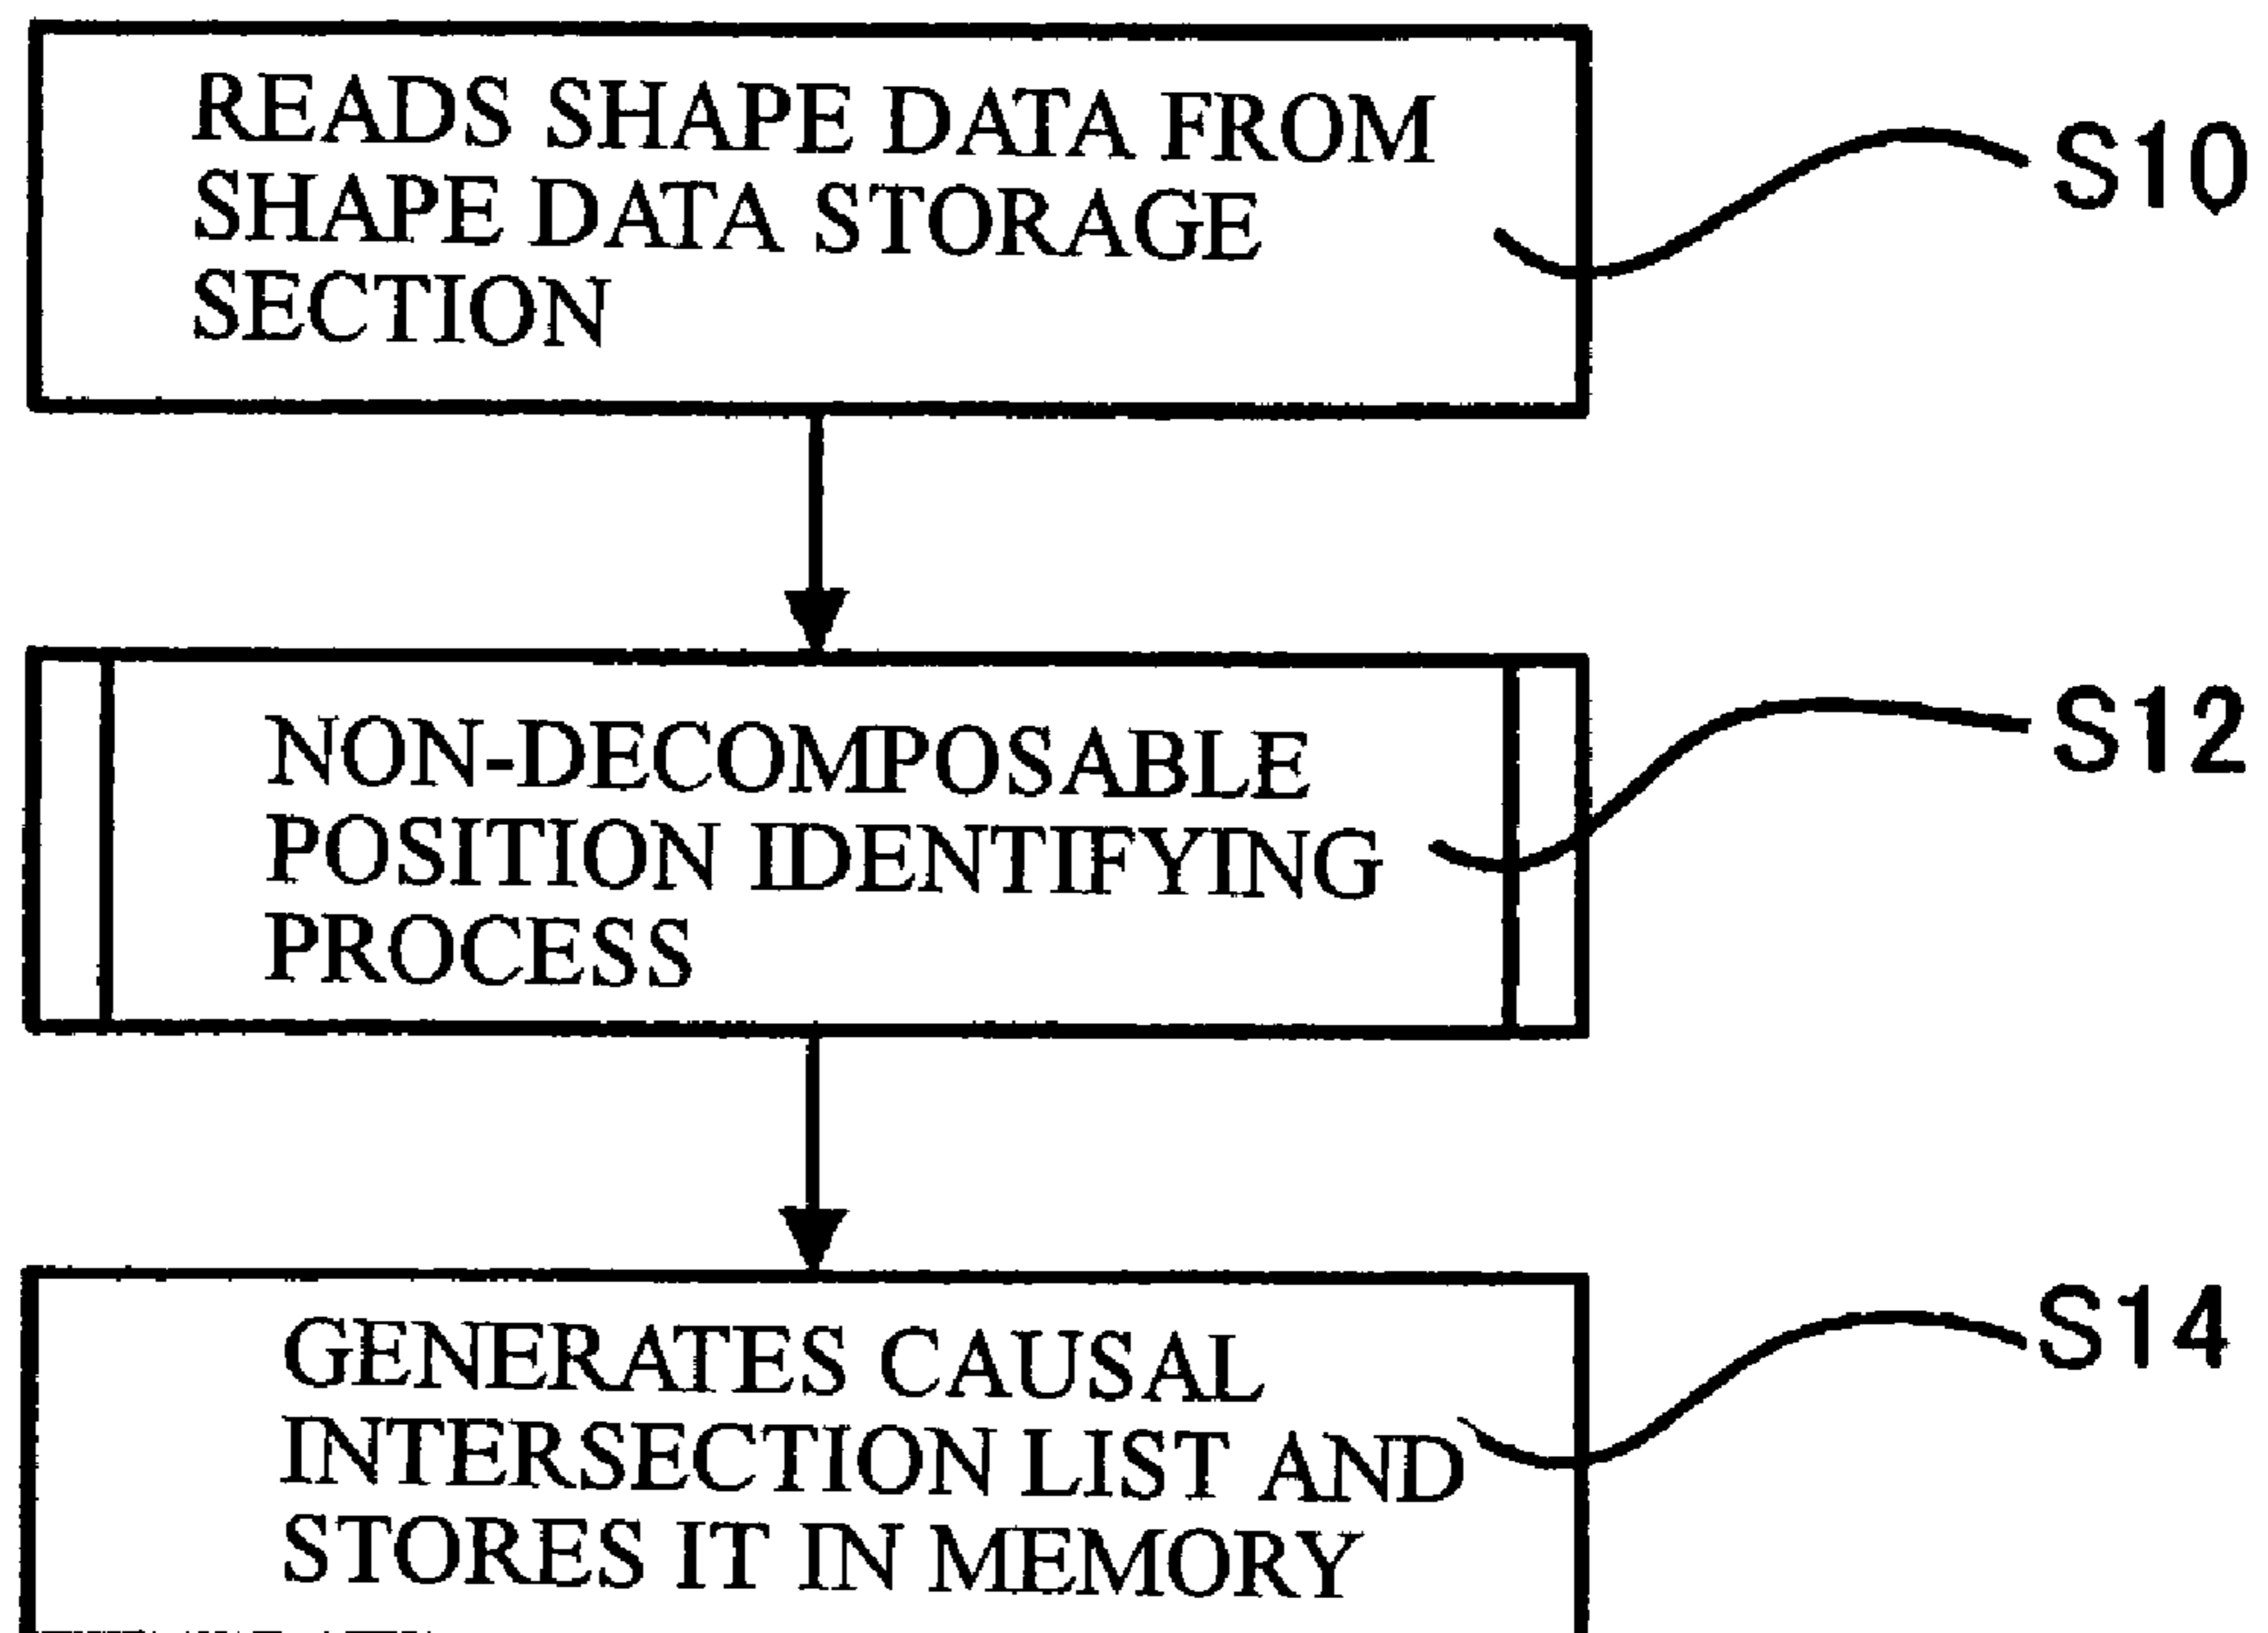 READS SHAPE DATA FROM
SHAPE DATA STORAGE
SECTION
S10
NON-DECOMPOSABLE
POSITION IDENTIFYING
PROCESS
S12
GENERATES CAUSAL
INTERSECTION LIST AND
STORES IT IN MEMORY
S14